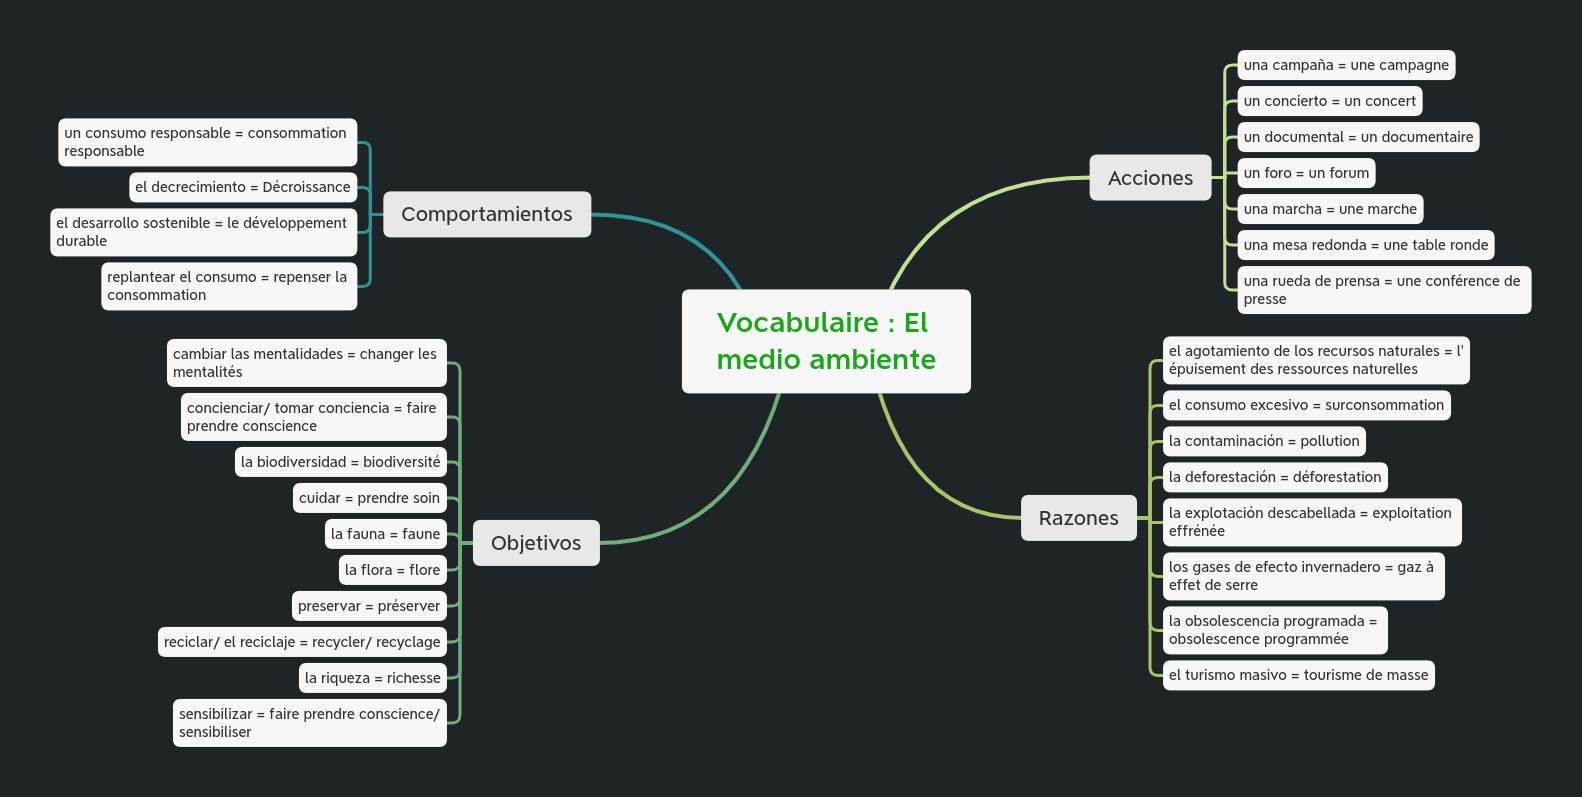 Vocabulaire : El
medio ambiente
Acciones
una campaña = une campagne
un concierto = un concert
un documental = un documentaire
un foro = un forum
una marcha = une marche
una mesa redonda = une table ronde
una rueda de prensa = une conférence de
presse
Razones
el agotamiento de los recursos naturales = l'
épuisement des ressources naturelles
el consumo excesivo = surconsommation
la contaminación = pollution
la deforestación = déforestation
la explotación descabellada = exploitation
effrénée
los gases de efecto invernadero = gaz à
effet de serre
la obsolescencia programada =
obsolescence programmée
el turismo masivo = tourisme de masse
Comportamientos
un consumo responsable = consommation
responsable
el decrecimiento = Décroissance
el desarrollo sostenible = le développement
durable
replantear el consumo = repenser la
consommation
Objetivos
cambiar las mentalidades = changer les
mentalités
concienciar/ tomar conciencia = faire
prendre conscience
la biodiversidad = biodiversité
cuidar = prendre soin
la fauna = faune
la flora = flore
preservar = préserver
reciclar/ el reciclaje = recycler/ recyclage
la riqueza = richesse
sensibilizar = faire prendre conscience/
sensibiliser